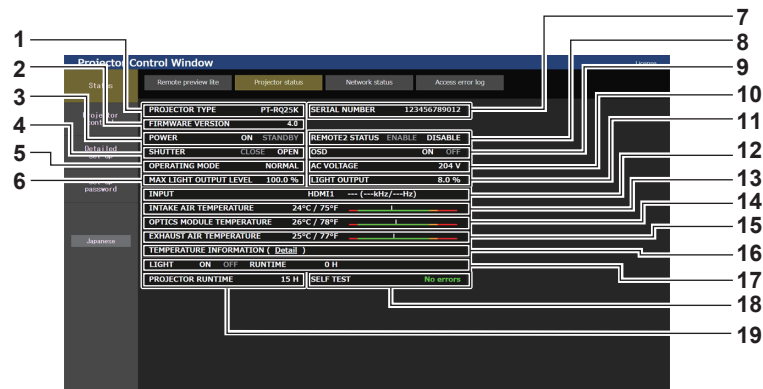 Projector Control Window
License
Status
Remote preview lite
Projector status
Network status
Access error log
PROJECTOR TYPE PT-RQ25K
SERIAL NUMBER 123456789012
FIRMWARE VERSION 4.0
POWER ON STANDBY
REMOTE2 STATUS ENABLE DISABLE
SHUTTER CLOSE OPEN
OSD ON OFF
OPERATING MODE NORMAL
AC VOLTAGE 204 V
MAX LIGHT OUTPUT LEVEL 100.0 %
LIGHT OUTPUT 8.0 %
INPUT HDMI1 --- (---kHz/---Hz)
INTAKE AIR TEMPERATURE 24°C / 75°F
OPTICS MODULE TEMPERATURE 26°C / 78°F
EXHAUST AIR TEMPERATURE 25°C / 77°F
TEMPERATURE INFORMATION ( Detail )
LIGHT ON OFF RUNTIME 0 H
PROJECTOR RUNTIME 15 H
SELF TEST No errors
Projector
control
Detailed
set up
password
Japanese
1
2
3
4
5
6
7
8
9
10
11
12
13
14
15
16
17
18
19